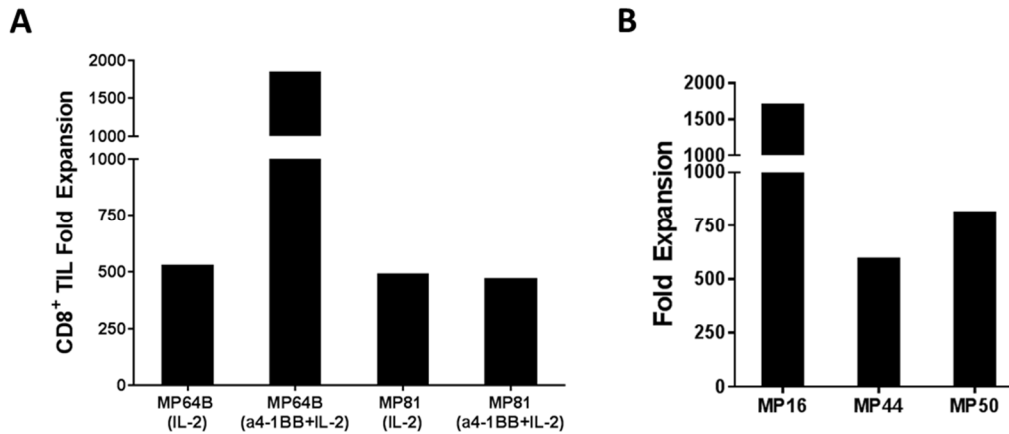 A
CD8+ TIL Fold Expansion
2000
1500
1000
1000
750
500
250
0
MP64B
(IL-2)
MP64B
(a4-1BB+IL-2)
MP81
(IL-2)
MP81
(a4-1BB+IL-2)
B
Fold Expansion
2000
1500
1000
1000
750
500
250
0
MP16
MP44
MP50